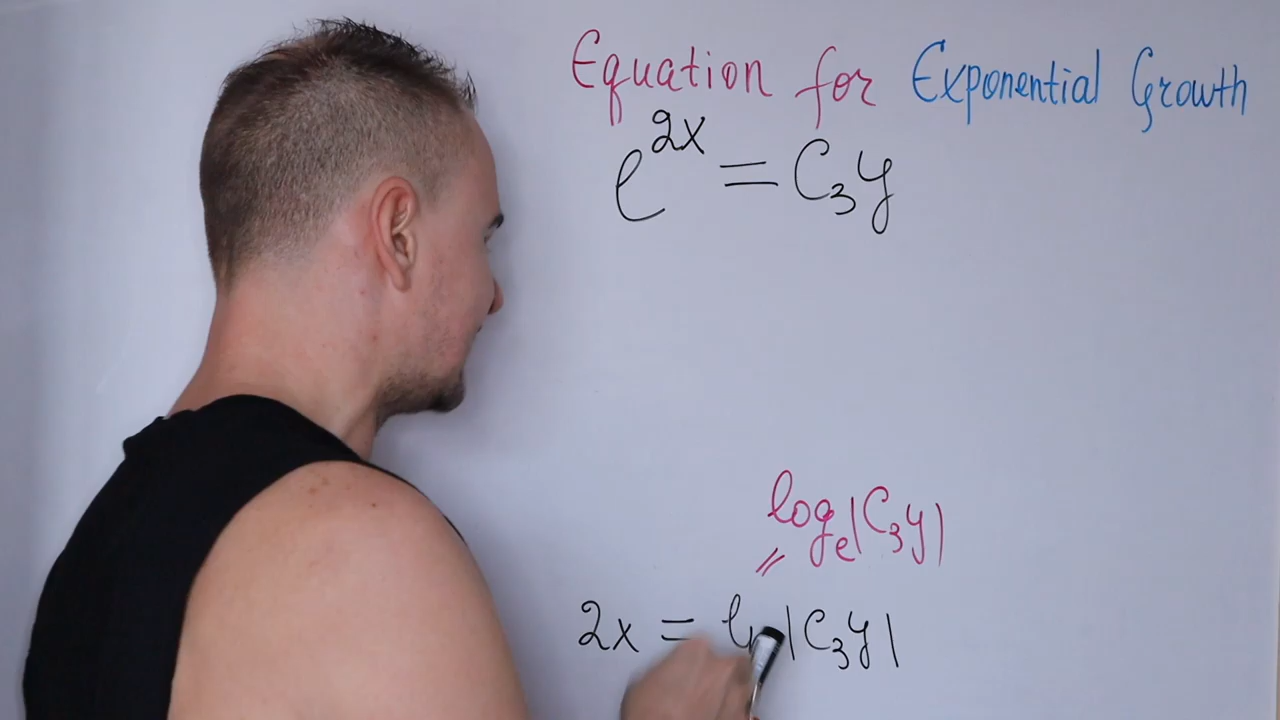 Equation for Exponential Growth
e^{2x} = C₃y
logₑ|C₃y|
//
2x = ln|C₃y|